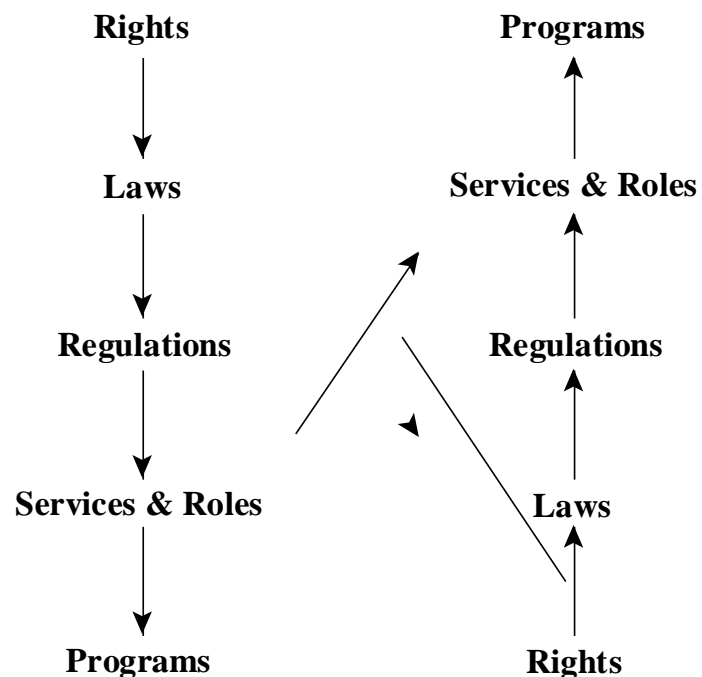 Rights
Laws
Regulations
Services & Roles
Programs
Programs
Services & Roles
Regulations
Laws
Rights